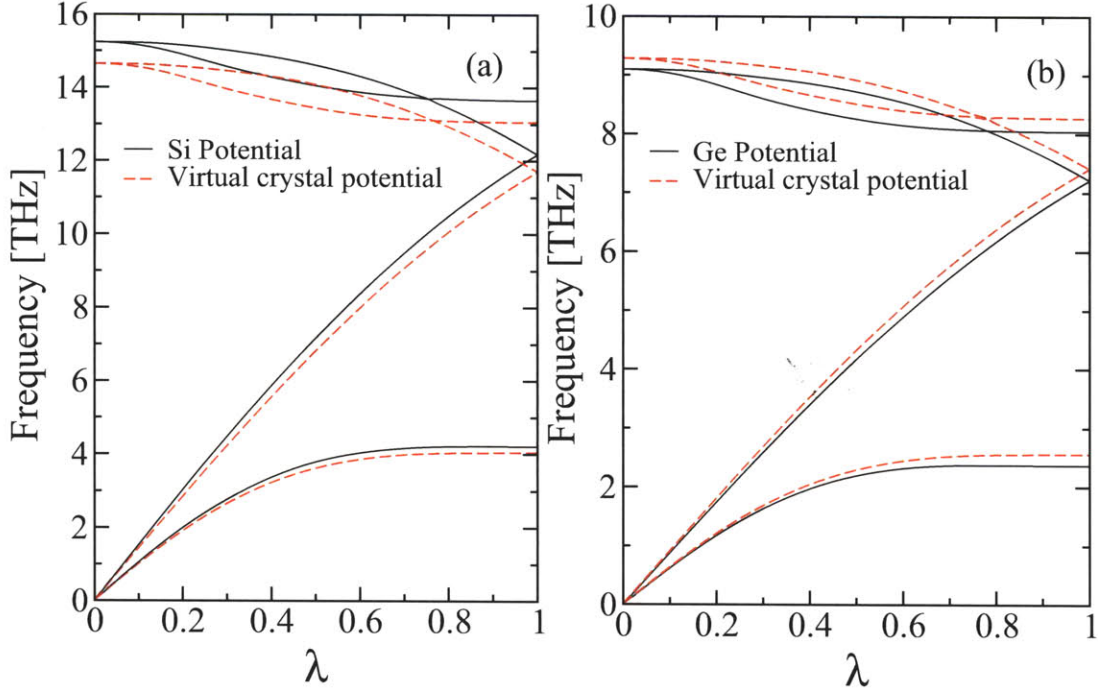 (a)
Si Potential
Virtual crystal potential
Frequency [THz]
16
14
12
10
8
6
4
2
0
0
0.2
0.4
0.6
0.8
1
λ
(b)
Ge Potential
Virtual crystal potential
Frequency [THz]
10
8
6
4
2
0
0
0.2
0.4
0.6
0.8
1
λ